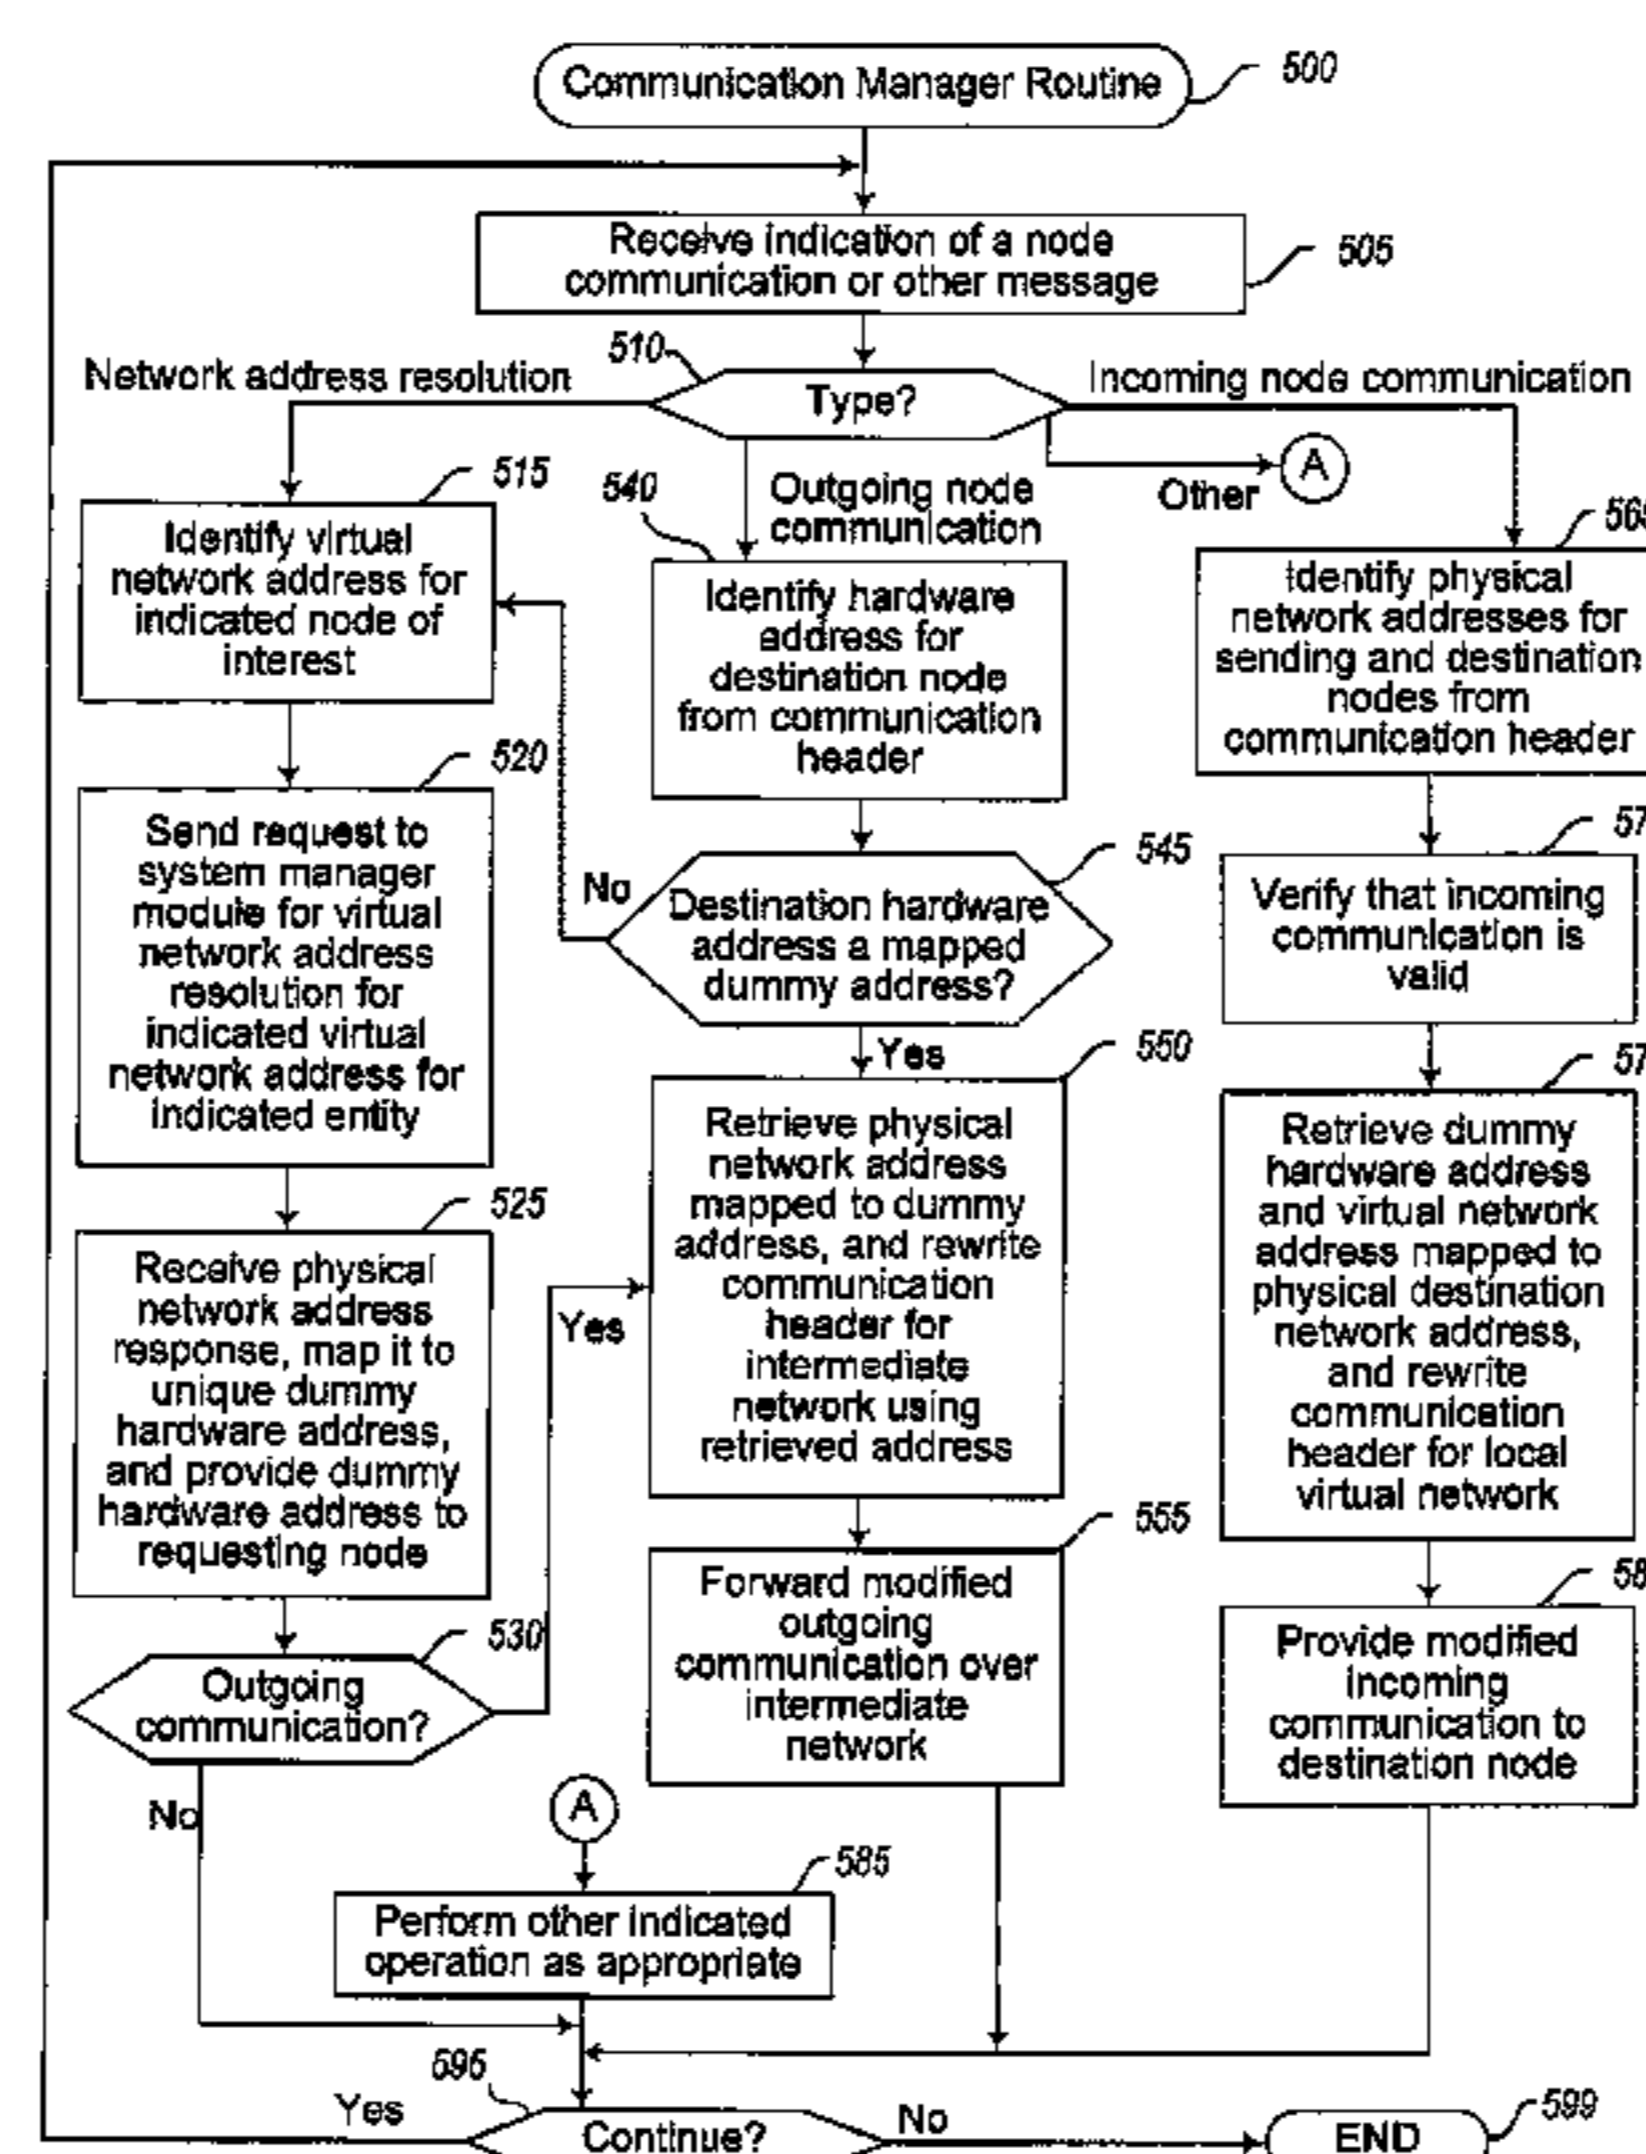 Communication Manager Routine
500
Receive indication of a node
communication or other message
505
510
Network address resolution
Type?
Incoming node communication
Other
A
515
Identify virtual
network address for
indicated node of
interest
540
Outgoing node
communication
Identify hardware
address for
destination node
from communication
header
Identify physical
network addresses for
sending and destination
nodes from
communication header
520
Send request to
system manager
module for virtual
network address
resolution for
indicated virtual
network address for
indicated entity
No
545
Destination hardware
address a mapped
dummy address?
Yes
Verify that incoming
communication is
valid
550
Retrieve physical
network address
mapped to dummy
address, and rewrite
communication
header for
intermediate
network using
retrieved address
Retrieve dummy
hardware address
and virtual network
address mapped to
physical destination
network address,
and rewrite
communication
header for local
virtual network
525
Receive physical
network address
response, map it to
unique dummy
hardware address,
and provide dummy
hardware address to
requesting node
Yes
530
Outgoing
communication?
No
555
Forward modified
outgoing
communication over
intermediate
network
Provide modified
incoming
communication to
destination node
A
585
Perform other indicated
operation as appropriate
595
Yes
Continue?
No
END
599